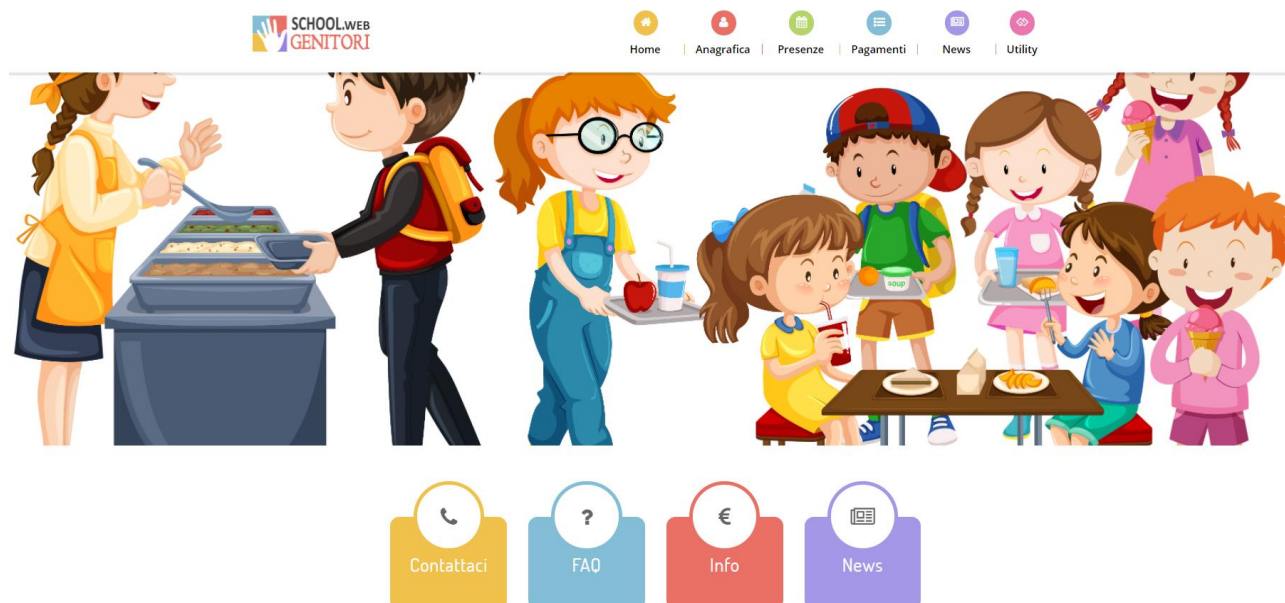 SCHOOL.WEB
GENITORI
Home
Anagrafica
Presenze
Pagamenti
News
Utility
soup
?
€
Contattaci
FAQ
Info
News